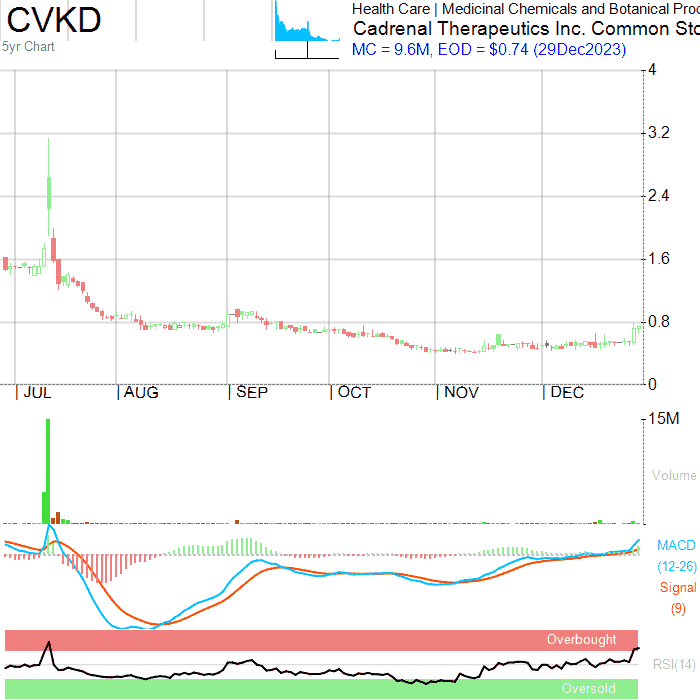 CVKD
5yr Chart
Health Care | Medicinal Chemicals and Botanical
Cadrenal Therapeutics Inc. Common
MC = 9.6M, EOD = $0.74 (29Dec2023)
4
3.2
2.4
1.6
0.8
0
JUL AUG SEP OCT NOV DEC
15M
Volume
MACD
(12-26)
Signal
(9)
Overbought
RSI(14)
Oversold